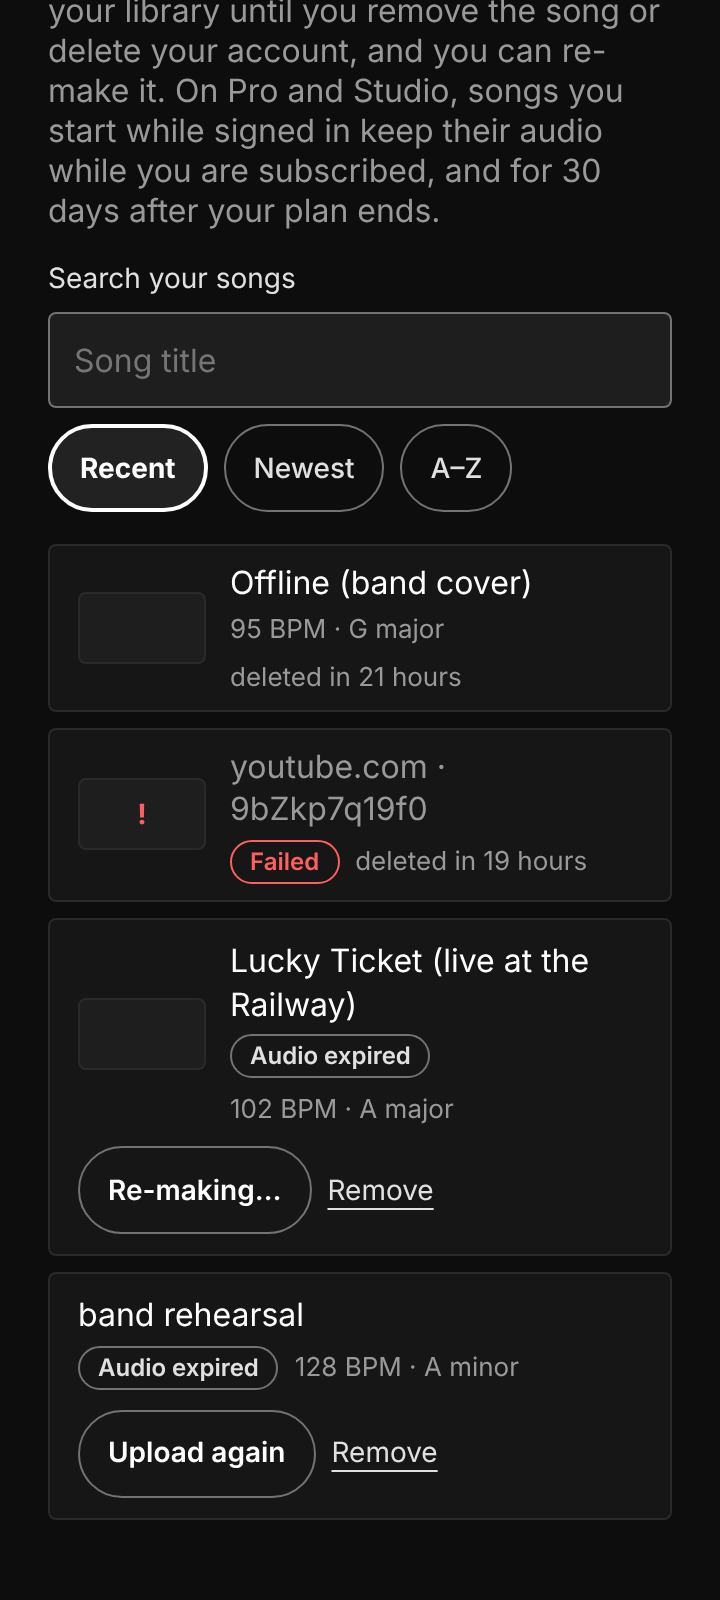 your library until you remove the song or
delete your account, and you can re-
make it. On Pro and Studio, songs you
start while signed in keep their audio
while you are subscribed, and for 30
days after your plan ends.
Search your songs
Song title
Recent Newest A–Z
Offline (band cover)
95 BPM · G major
deleted in 21 hours
!
youtube.com ·
9bZkp7q19f0
Failed deleted in 19 hours
Lucky Ticket (live at the
Railway)
Audio expired
102 BPM · A major
Re-making... Remove
band rehearsal
Audio expired 128 BPM · A minor
Upload again Remove